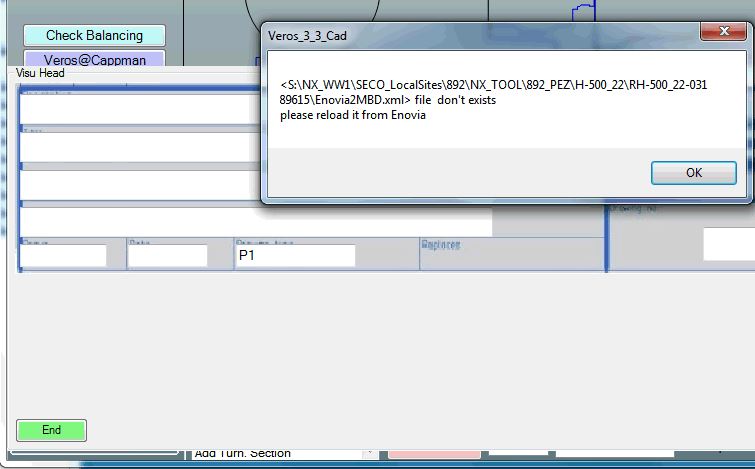 Veros_3_3_Cad
Check Balancing
Veros@Cappman
Visu Head
<S:\NX_WW1\SECO_LocalSites\892\NX_TOOL\892_PEZ\H-500_22\RH-500_22-031
89615\Enovia2MBD.xml> file  don't exists
please reload it from Enovia
OK
Replaces
P1
End
Add Turn. Section